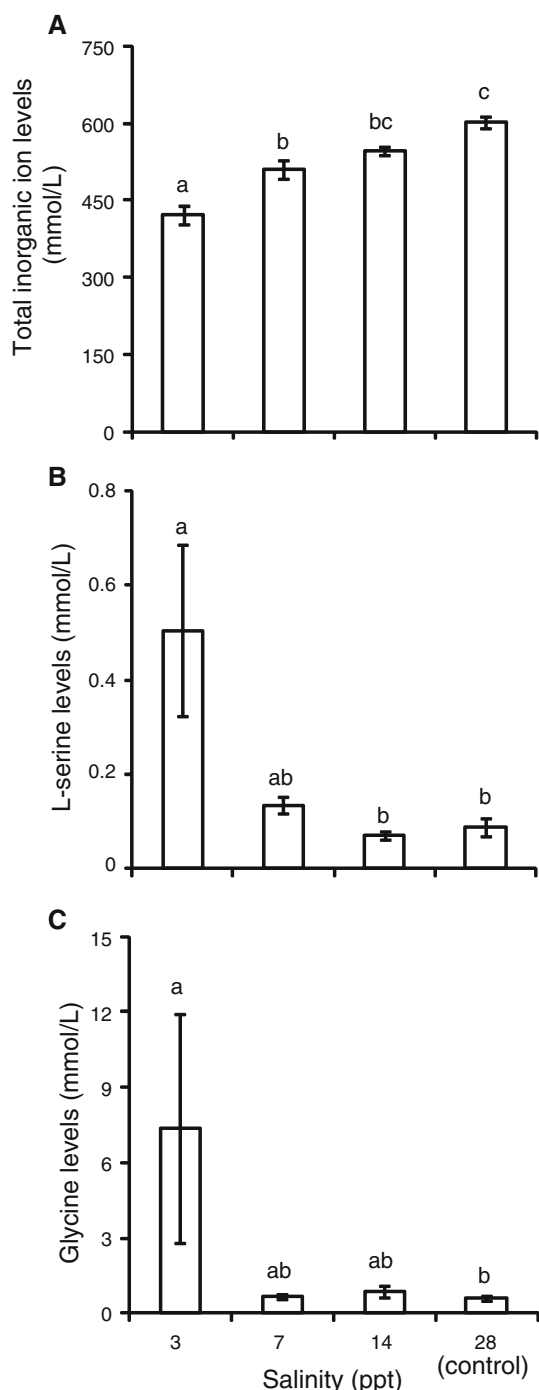 A
Total inorganic ion levels
(mmol/L)
750
600
450
300
150
0
a
b
bc
c
B
L-serine levels (mmol/L)
0.8
0.6
0.4
0.2
0
a
ab
b
b
C
Glycine levels (mmol/L)
15
12
9
6
3
0
a
ab
ab
b
3 7 14 28
(control)
Salinity (ppt)